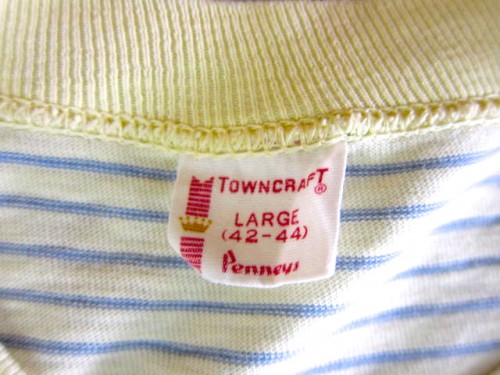 TOWNCRAFT®
LARGE
(42-44)
Penneys